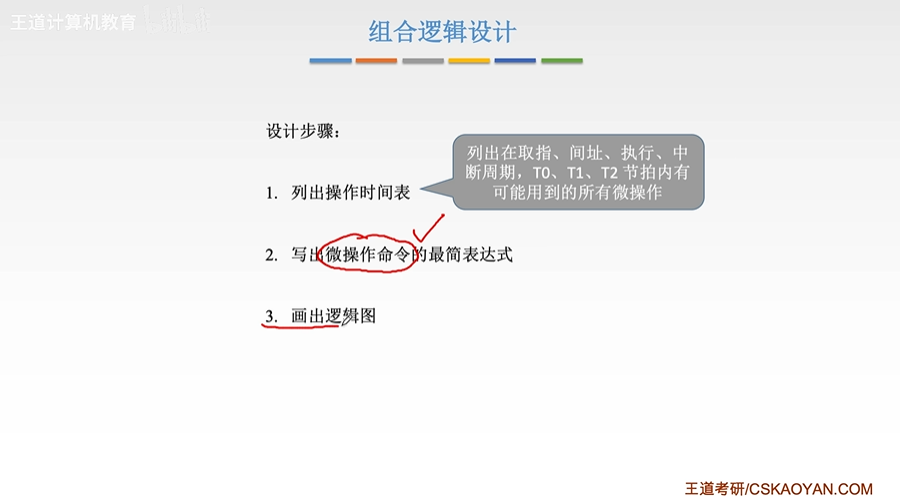 王道计算机教育
组合逻辑设计
设计步骤：
列出在取指、间址、执行、中
断周期，T0、T1、T2 节拍内有
可能用到的所有微操作
1. 列出操作时间表
2. 写出微操作命令的最简表达式
3. 画出逻辑图
王道考研/CSKAOYAN.COM